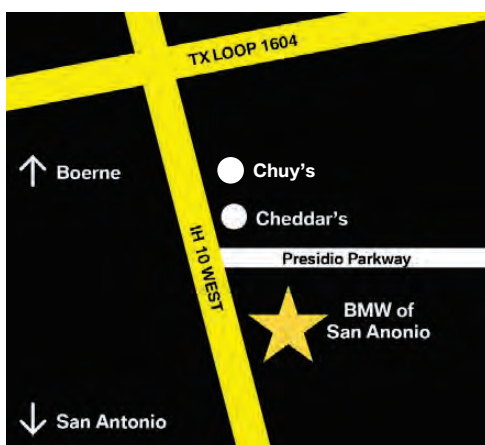 TX LOOP 1604
Boerne
Chuy's
Cheddar's
IH 10 WEST
Presidio Parkway
BMW of
San Anonio
San Antonio